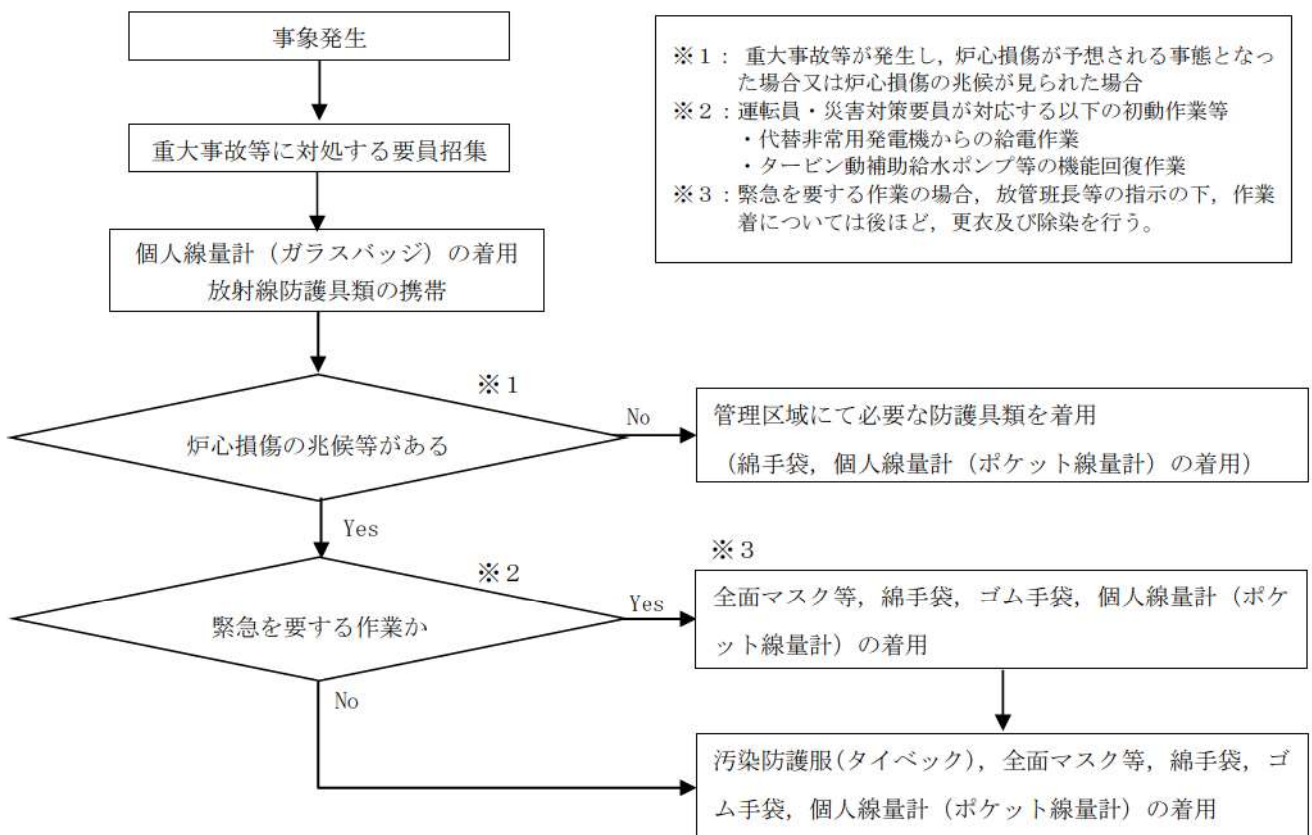 事象発生
重大事故等に対処する要員招集
個人線量計（ガラスバッジ）の着用
放射線防護具類の携帯
※１： 重大事故等が発生し，炉心損傷が予想される事態となっ
た場合又は炉心損傷の兆候が見られた場合
※２：運転員・災害対策要員が対応する以下の初動作業等
・代替非常用発電機からの給電作業
・タービン動補助給水ポンプ等の機能回復作業
※３：緊急を要する作業の場合，放管班長等の指示の下，作業
着については後ほど，更衣及び除染を行う。
※１
炉心損傷の兆候等がある
No
管理区域にて必要な防護具類を着用
（綿手袋，個人線量計（ポケット線量計）の着用）
Yes
※２
緊急を要する作業か
Yes
※３
全面マスク等，綿手袋，ゴム手袋，個人線量計（ポケ
ット線量計）の着用
No
汚染防護服(タイベック)，全面マスク等，綿手袋，ゴ
ム手袋，個人線量計（ポケット線量計）の着用